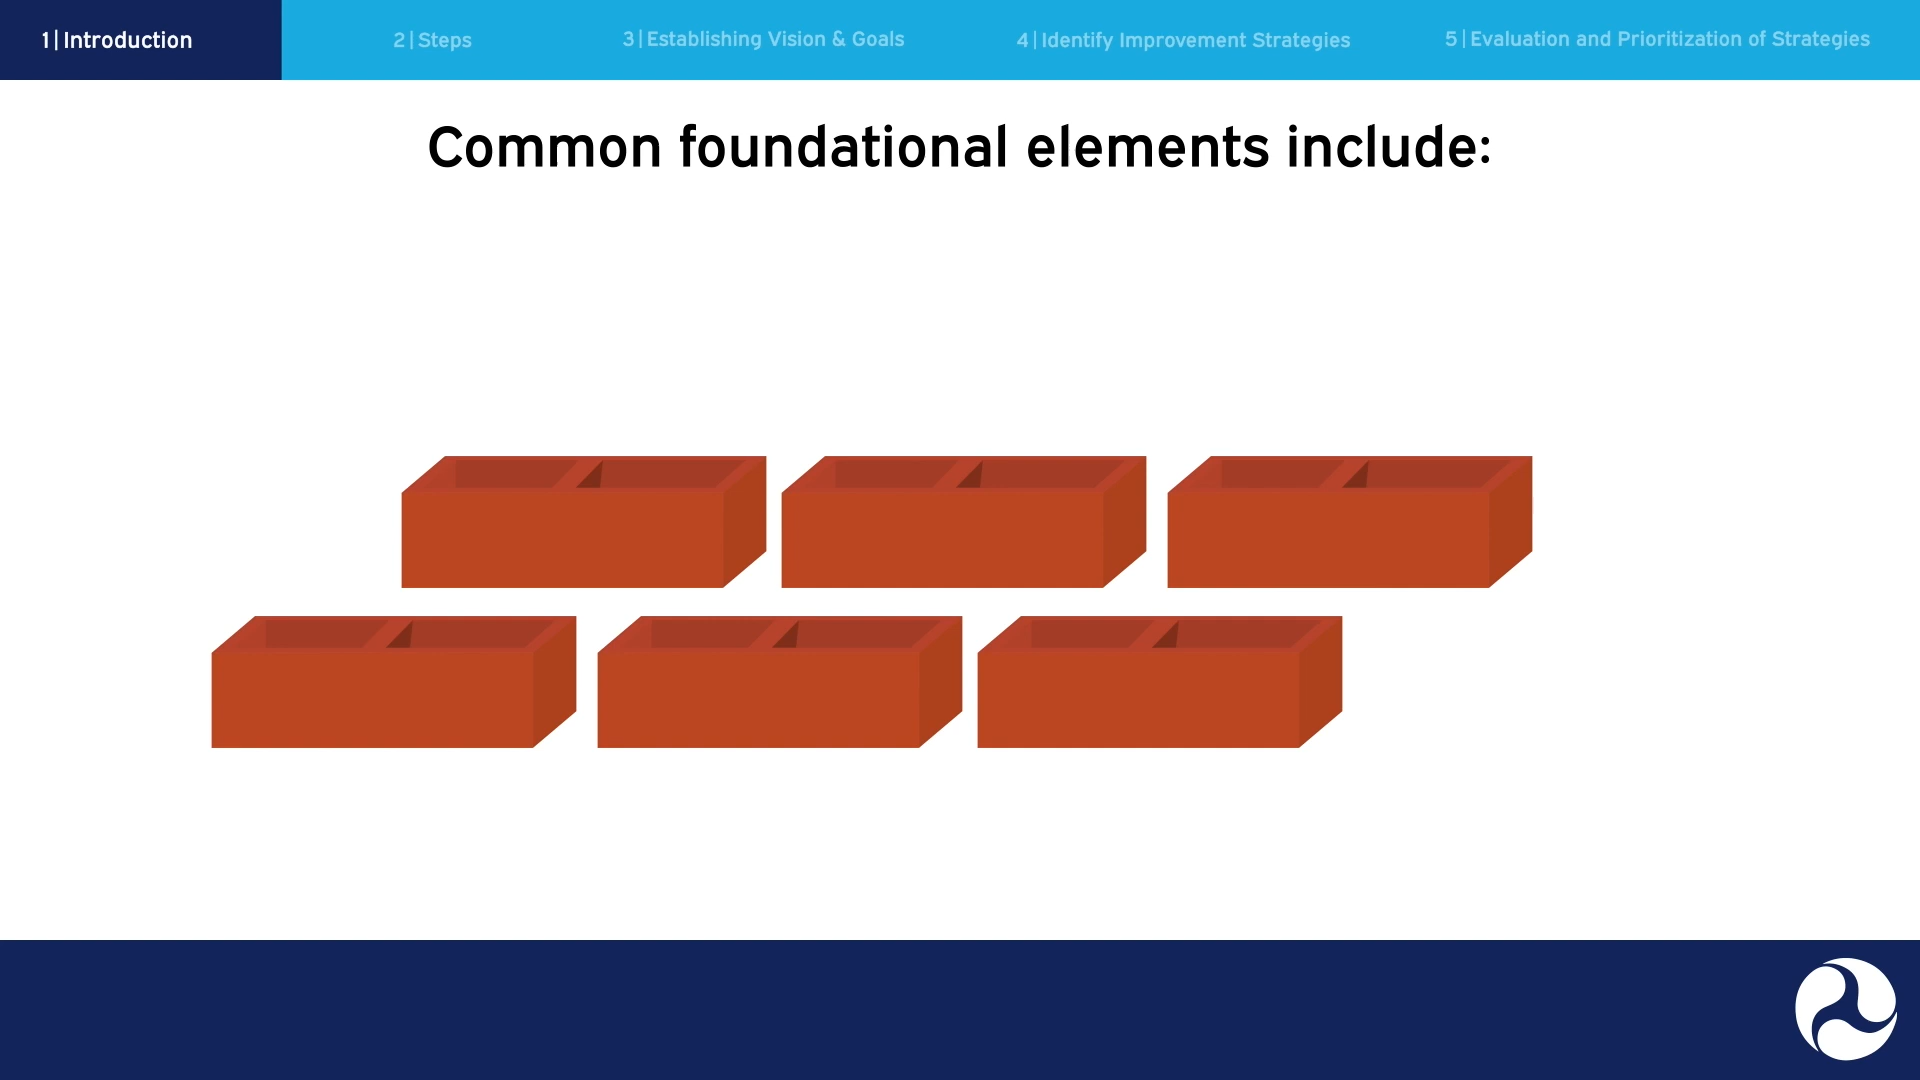 1|Introduction
2|Steps
3|Establishing Vision & Goals
4|Identify Improvement Strategies
5|Evaluation and Prioritization of Strategies
Common foundational elements include: